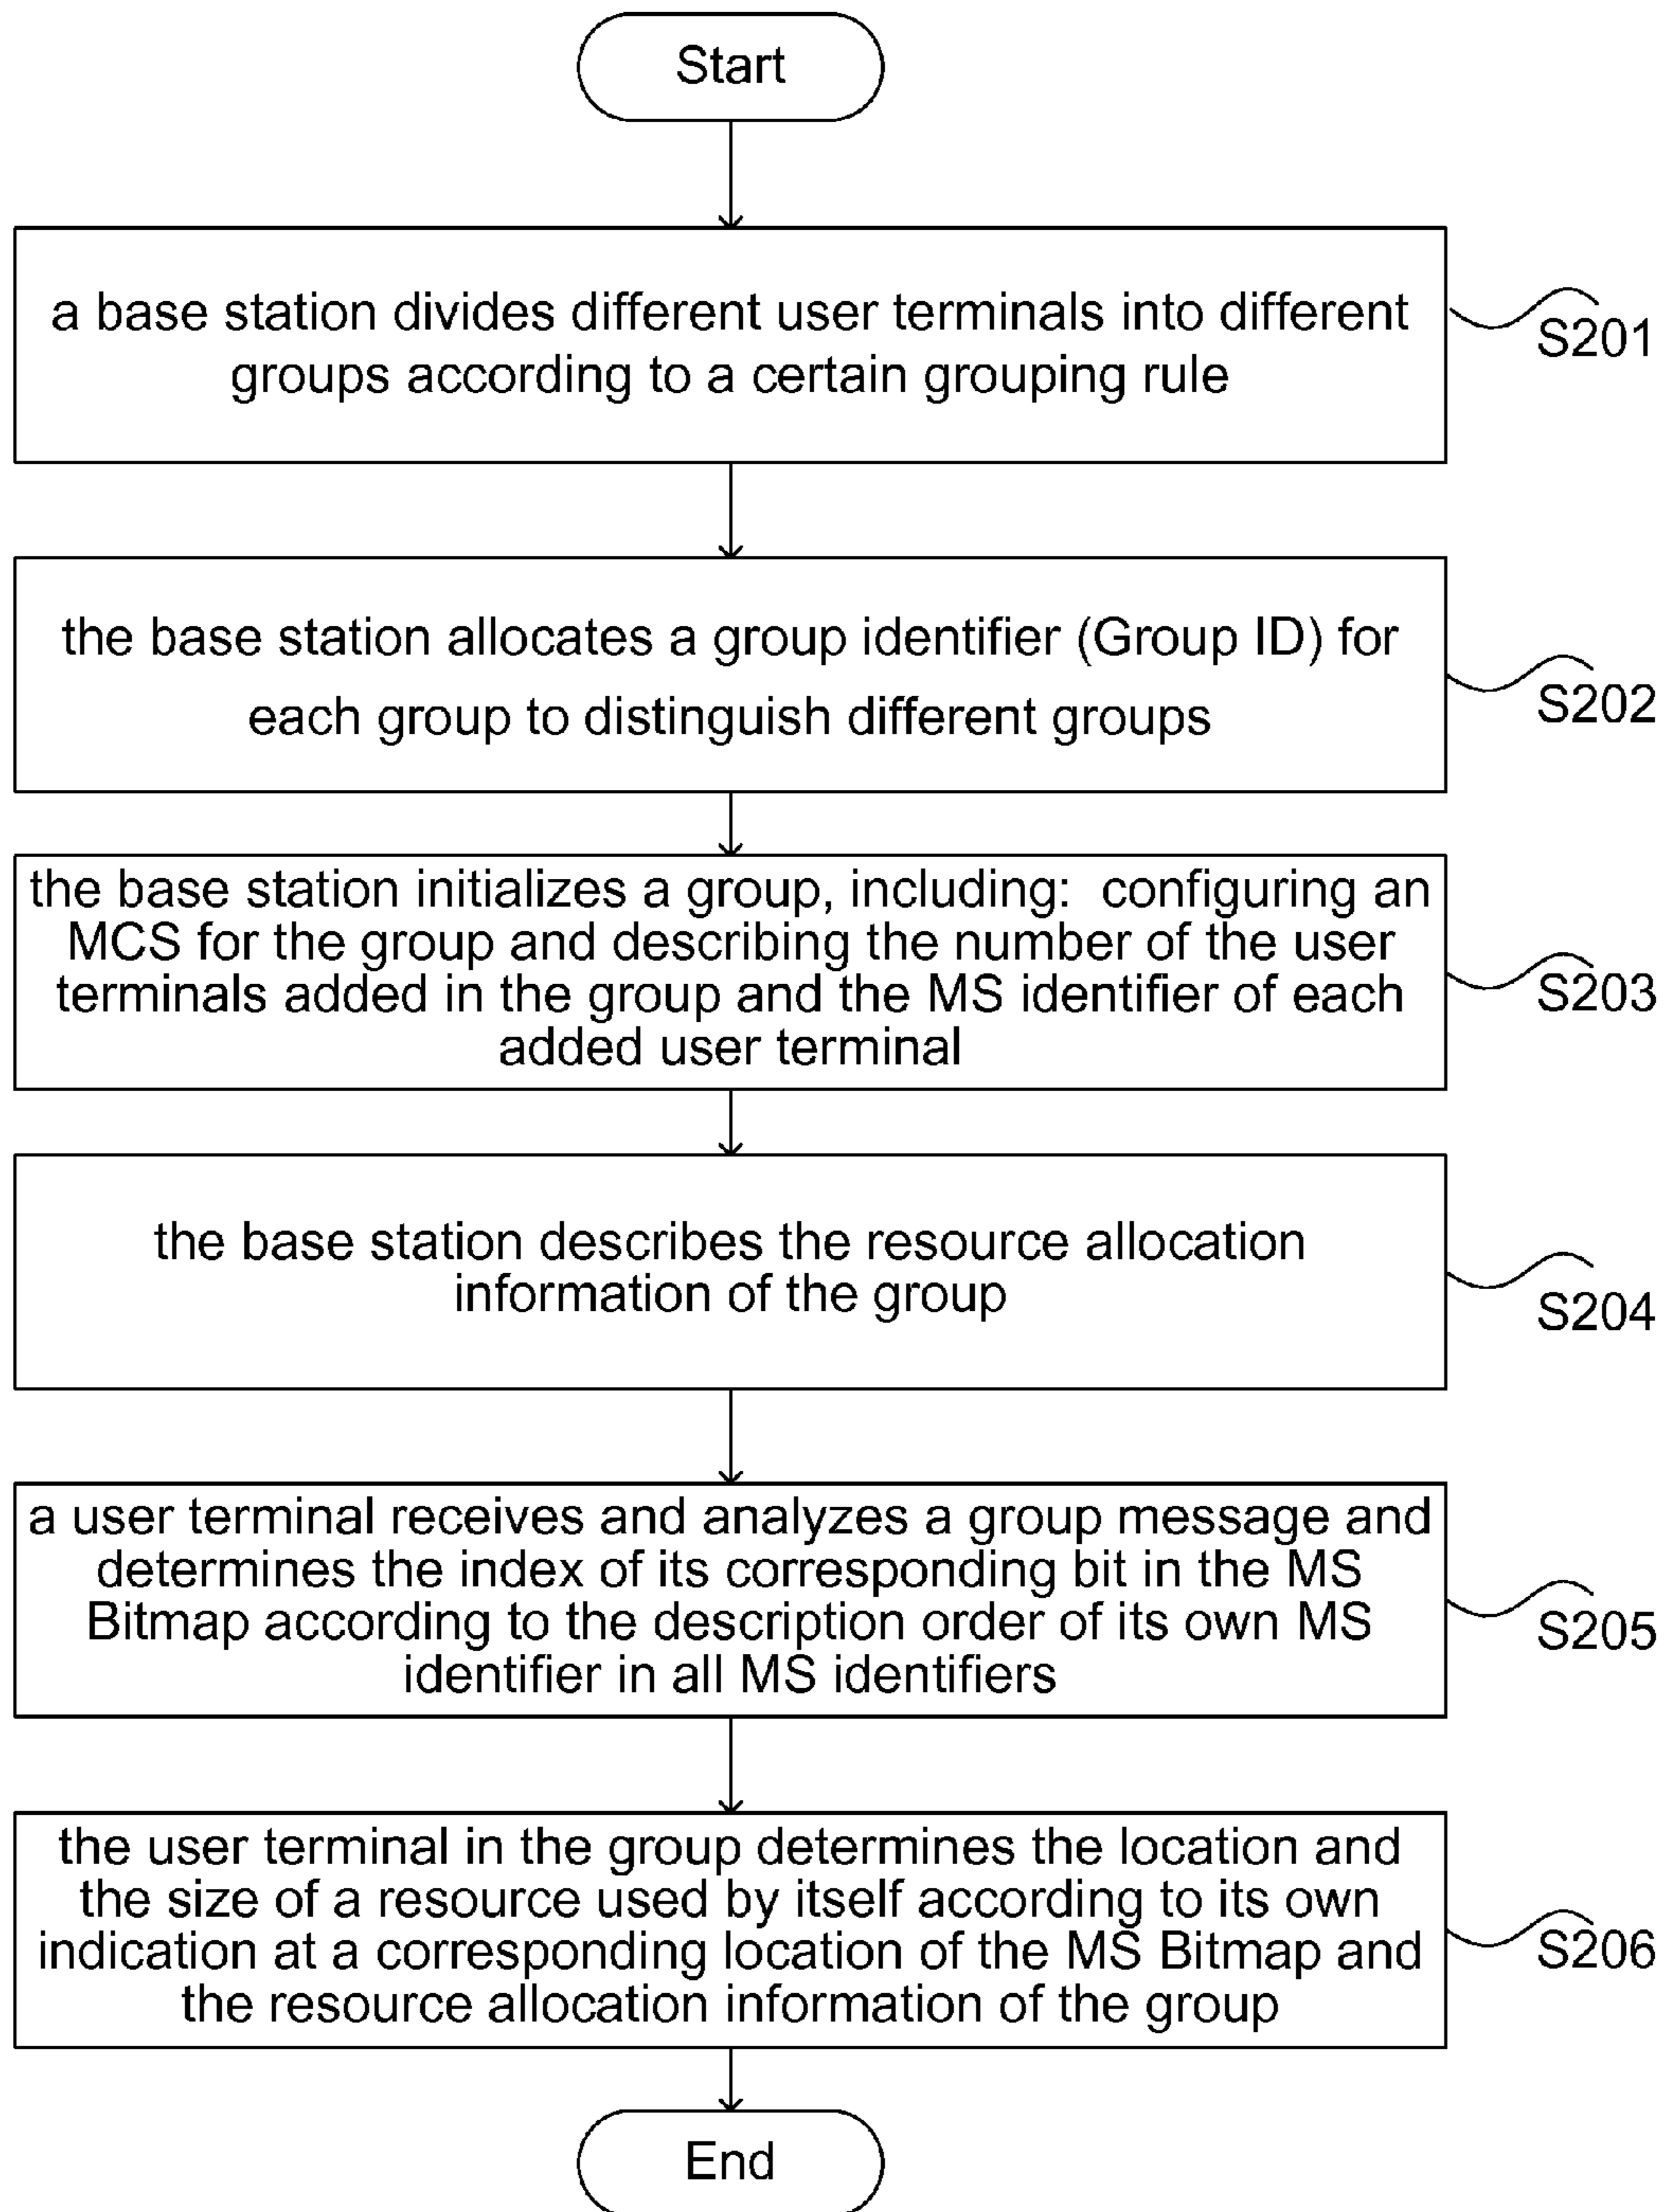 Start
a base station divides different user terminals into different
groups according to a certain grouping rule
S201
the base station allocates a group identifier (Group ID) for
each group to distinguish different groups
S202
the base station initializes a group, including: configuring an
MCS for the group and describing the number of the user
terminals added in the group and the MS identifier of each
added user terminal
S203
the base station describes the resource allocation
information of the group
S204
a user terminal receives and analyzes a group message and
determines the index of its corresponding bit in the MS
Bitmap according to the description order of its own MS
identifier in all MS identifiers
S205
the user terminal in the group determines the location and
the size of a resource used by itself according to its own
indication at a corresponding location of the MS Bitmap and
the resource allocation information of the group
S206
End